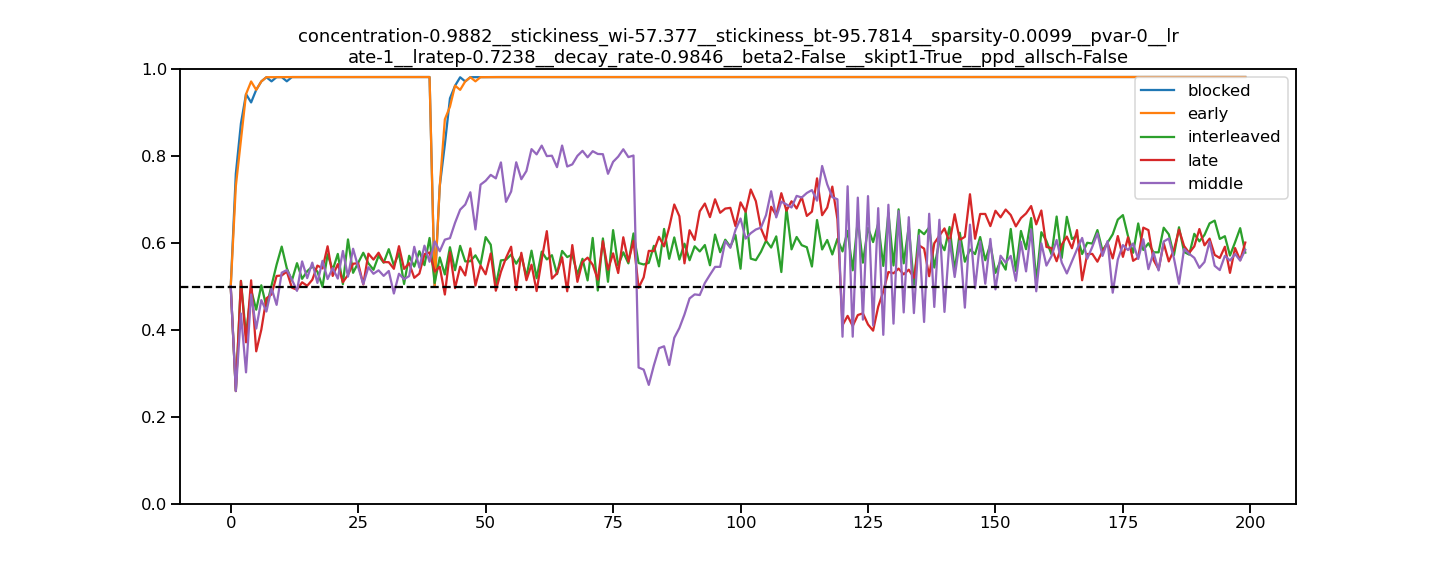 concentration-0.9882__stickiness_wi-57.377__stickiness_bt-95.7814__sparsity-0.0099__pvar-0__lr
ate-1__lratep-0.7238__decay_rate-0.9846__beta2-False__skipt1-True__ppd_allsch-False
1.0
0.8
0.6
0.4
0.2
0.0
blocked
early
interleaved
late
middle
0 25 50 75 100 125 150 175 200